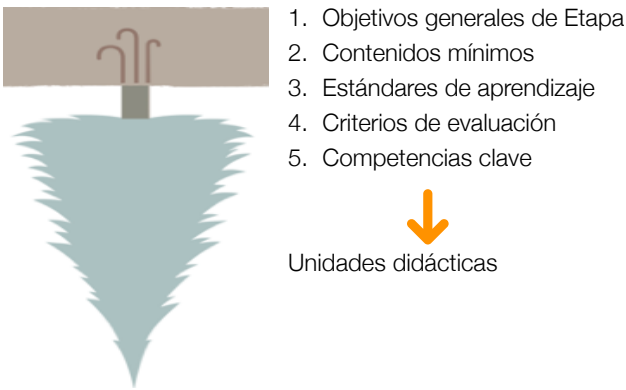 1. Objetivos generales de Etapa
2. Contenidos mínimos
3. Estándares de aprendizaje
4. Criterios de evaluación
5. Competencias clave
Unidades didácticas